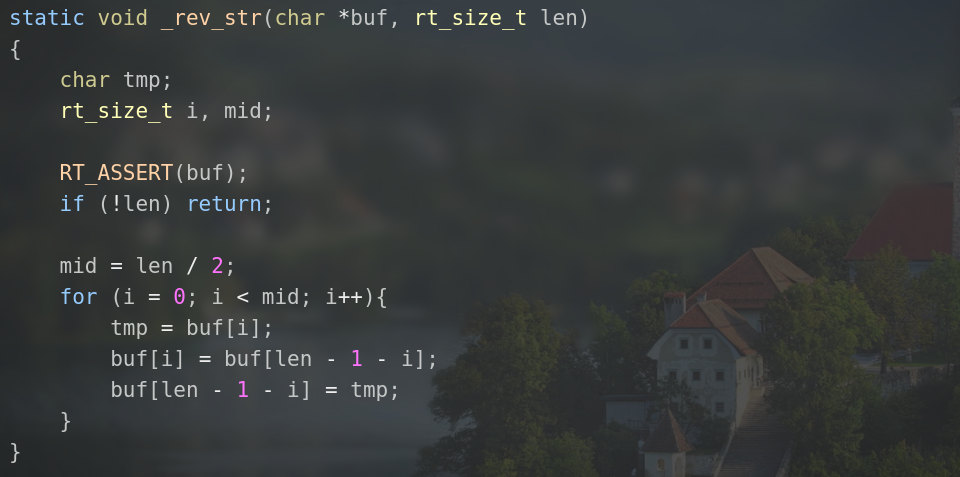 static void _rev_str(char *buf, rt_size_t len)
{
    char tmp;
    rt_size_t i, mid;

    RT_ASSERT(buf);
    if (!len) return;

    mid = len / 2;
    for (i = 0; i < mid; i++){
        tmp = buf[i];
        buf[i] = buf[len - 1 - i];
        buf[len - 1 - i] = tmp;
    }
}